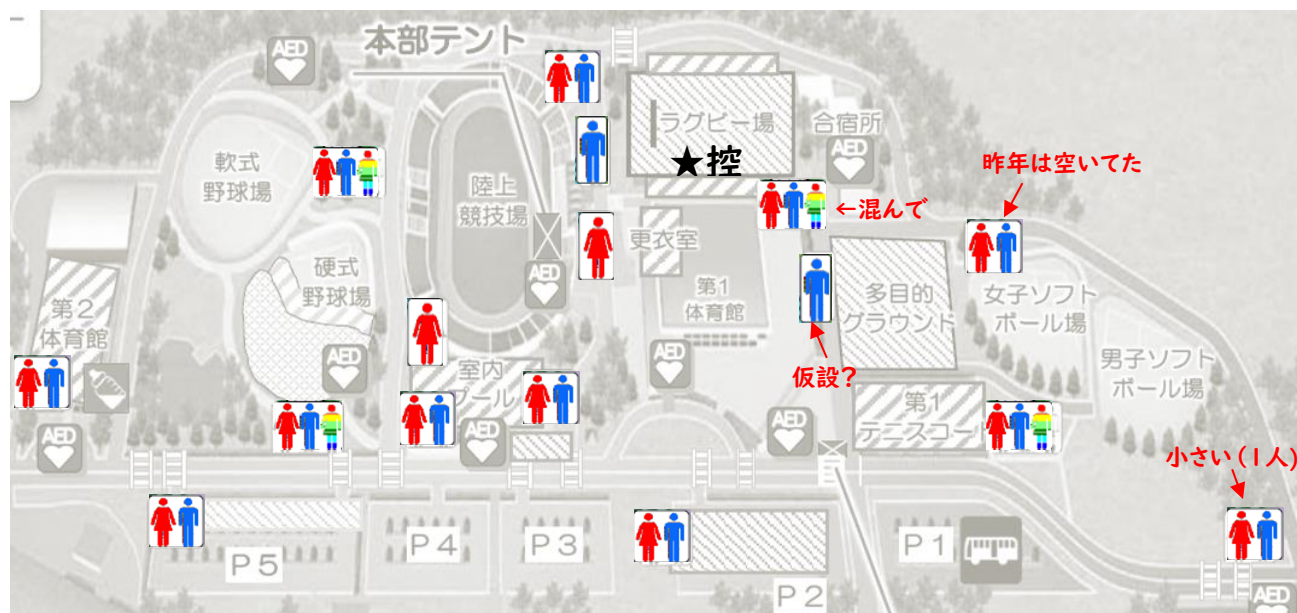 AED
本部テント
ラグビー場
合宿所
AED
★控
昨年は空いてた
←混んで
軟式
野球場
陸上
競技場
更衣室
第1
体育館
AED
硬式
野球場
多目的
グラウンド
女子ソフト
ボール場
男子ソフト
ボール場
第2
体育館
AED
AED
仮設?
室内
プール
第1
テニスコート
AED
AED
AED
小さい(1人)
P5
P4
P3
P2
P1
AED